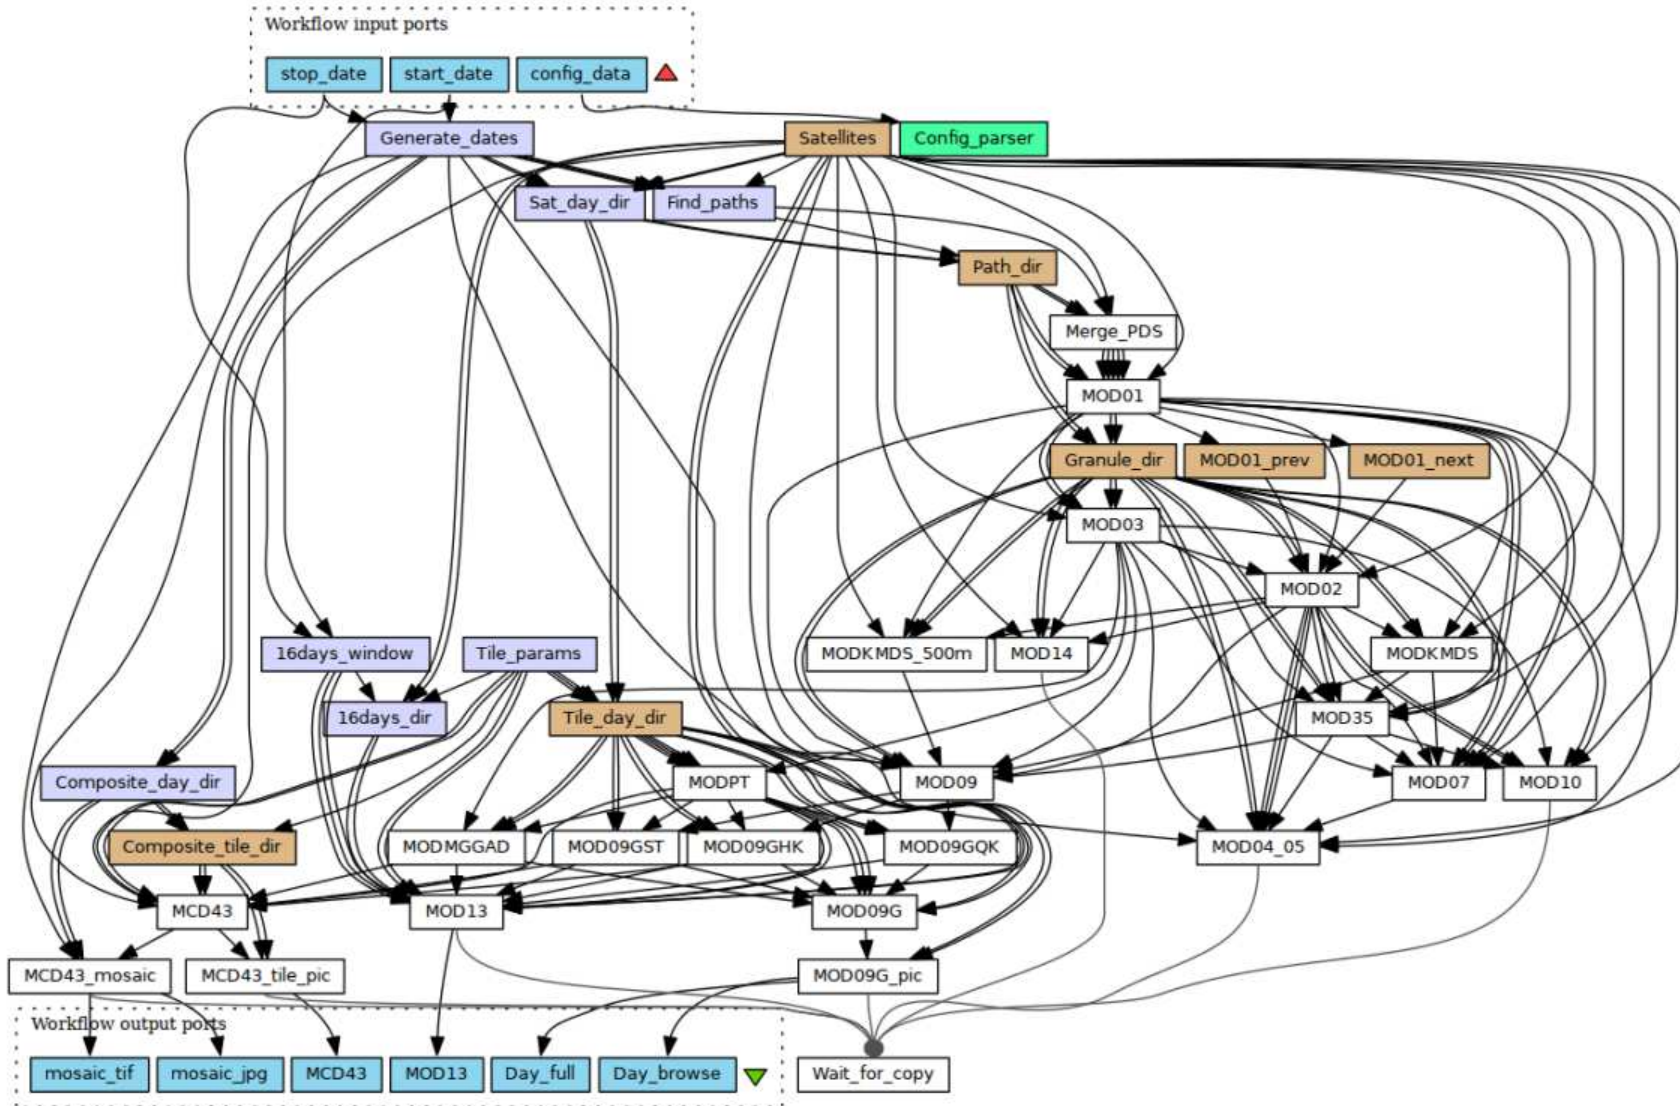 Workflow input ports
stop_date start_date config_data
Generate_dates Satellites Config_parser
Sat_day_dir Find_paths
Path_dir
Merge_PDS
MOD01
Granule_dir MOD01_prev MOD01_next
MOD03
MOD02
16days_window Tile_params MODKMDS_500m MOD14 MODKMDS
16days_dir Tile_day_dir MOD35
Composite_day_dir MODPT MOD09 MOD07 MOD10
Composite_tile_dir MODMGGAD MOD09GST MOD09GHK MOD09GQK MOD04_05
MCD43 MOD13 MOD09G
MCD43_mosaic MCD43_tile_pic MOD09G_pic
Workflow output ports
mosaic_tif mosaic_jpg MCD43 MOD13 Day_full Day_browse Wait_for_copy